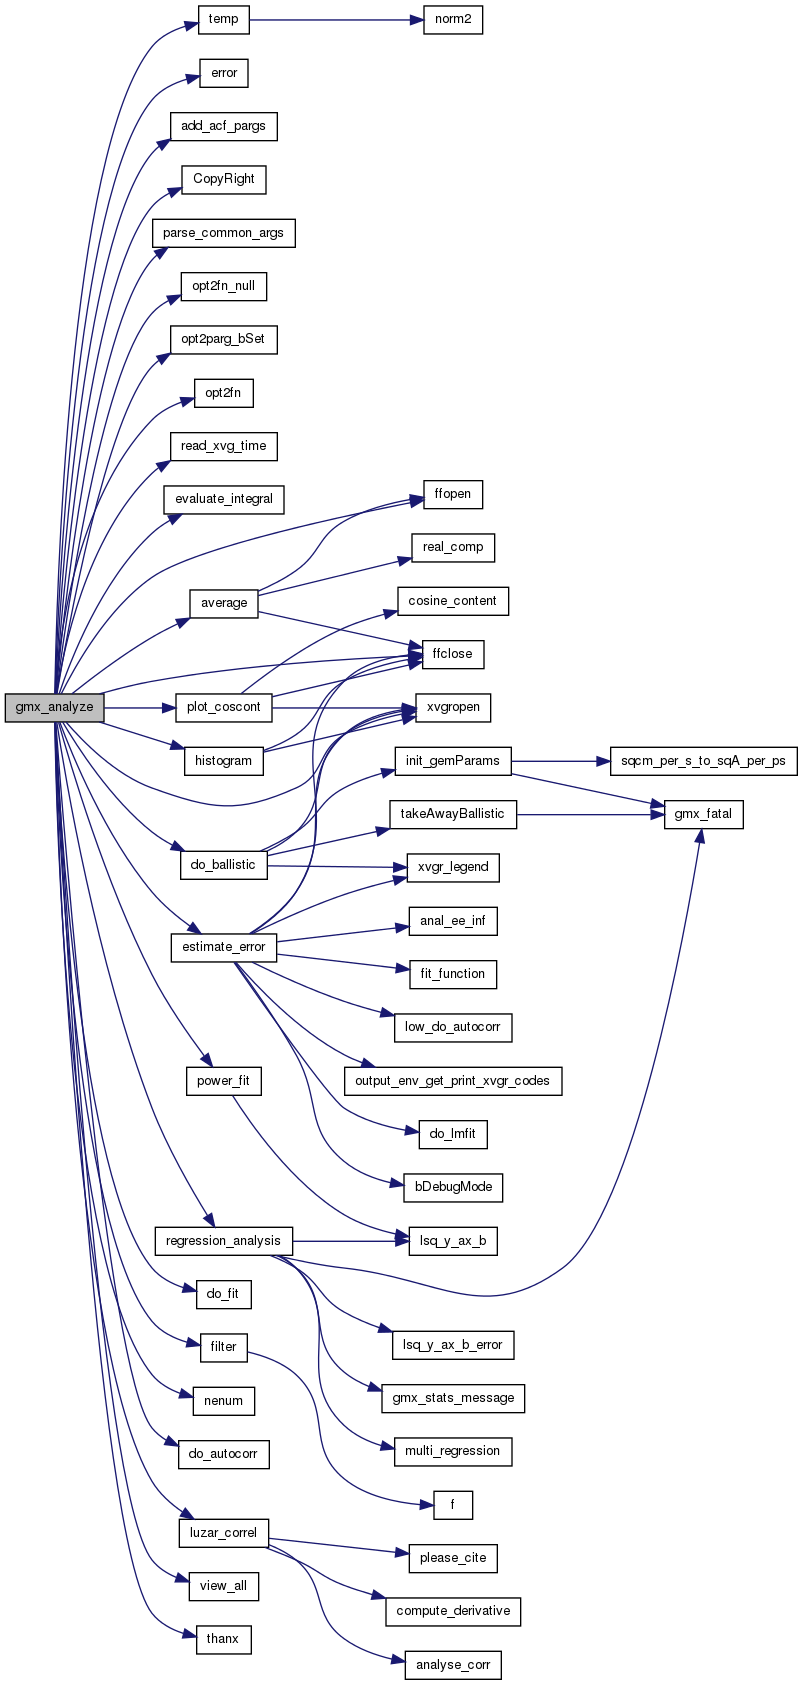 temp
norm2
error
add_acf_pargs
CopyRight
parse_common_args
opt2fn_null
opt2parg_bSet
opt2fn
read_xvg_time
evaluate_integral
ffopen
real_comp
average
cosine_content
ffclose
gmx_analyze
plot_coscont
xvgropen
histogram
init_gemParams
sqcm_per_s_to_sqA_per_ps
takeAwayBallistic
gmx_fatal
do_ballistic
xvgr_legend
anal_ee_inf
estimate_error
fit_function
low_do_autocorr
power_fit
output_env_get_print_xvgr_codes
do_lmfit
bDebugMode
regression_analysis
lsq_y_ax_b
do_fit
filter
lsq_y_ax_b_error
nenum
gmx_stats_message
do_autocorr
multi_regression
f
luzar_correl
please_cite
view_all
compute_derivative
thanx
analyse_corr